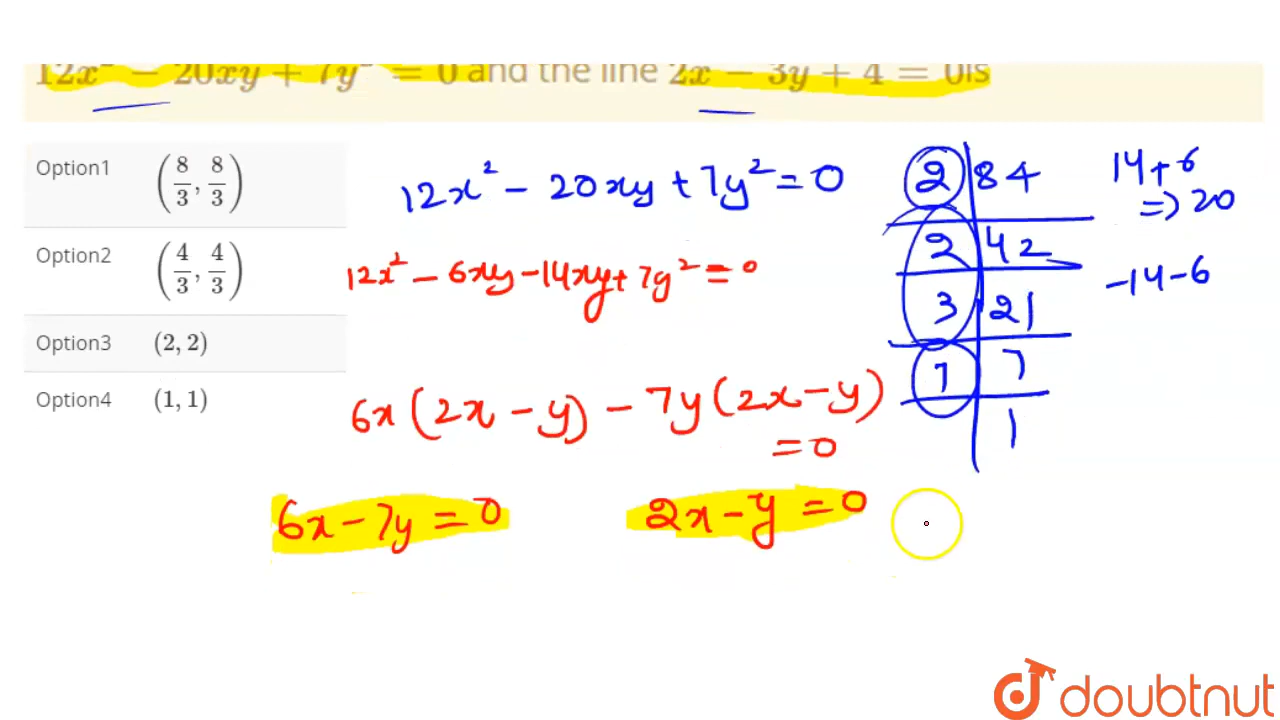 12x² − 20xy + 7y² = 0 and the line 2x − 3y + 4 = 0is
Option1 (8/3, 8/3)
Option2 (4/3, 4/3)
Option3 (2, 2)
Option4 (1, 1)
12x² − 20xy + 7y² = 0
12x² − 6xy − 14xy + 7y² = 0
6x (2x − y) − 7y (2x − y)
= 0
6x − 7y = 0 2x − y = 0
2 | 84
2 | 42
3 | 21
7 | 7
1
14 + 6
=> 20
−14 − 6
doubtnut